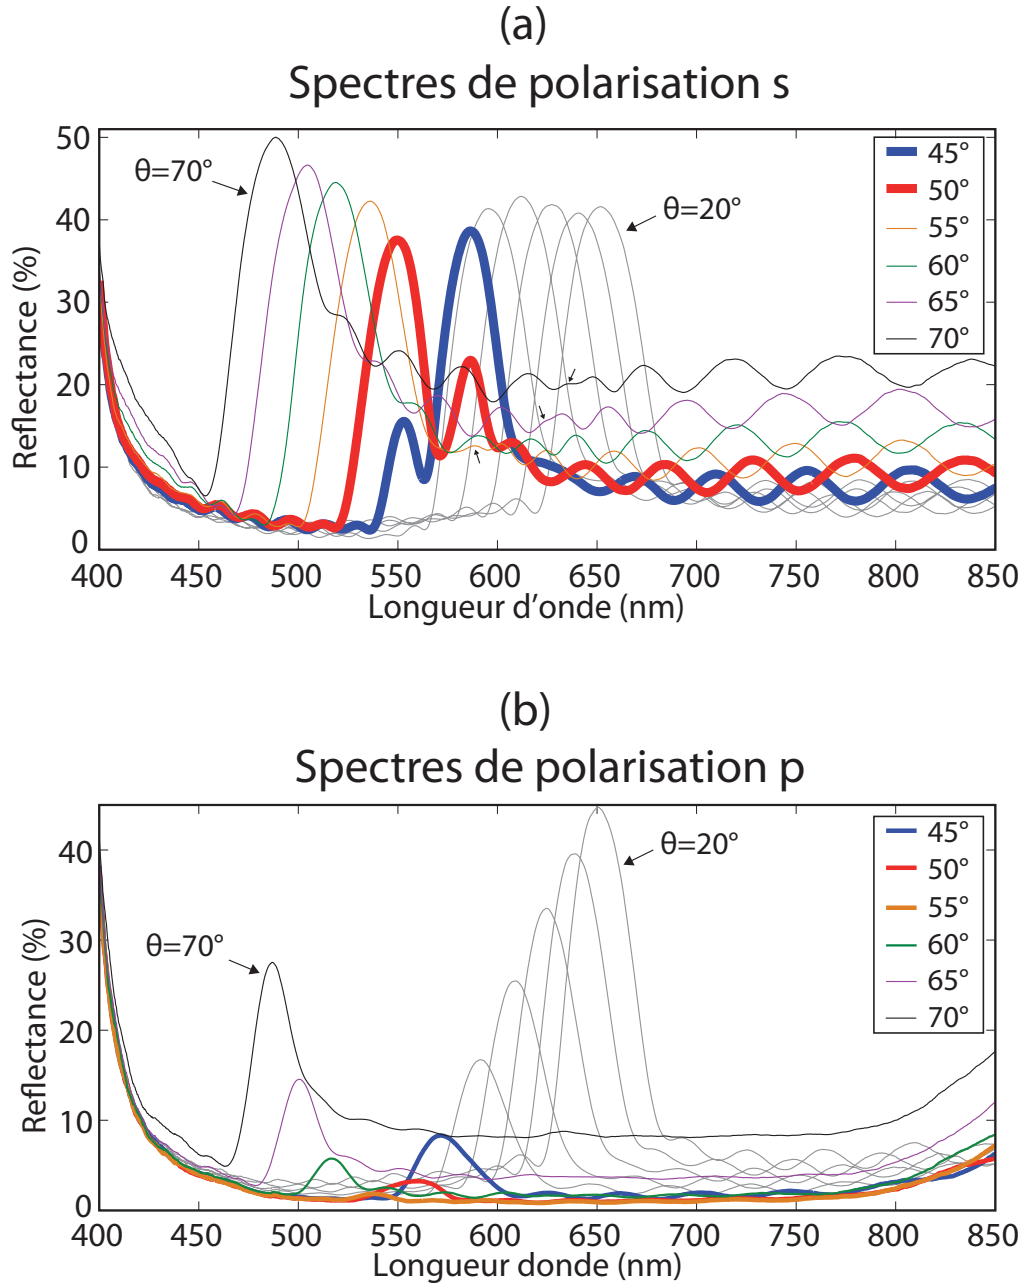 (a)
Spectres de polarisation s
Reflectance (%)
50
40
30
20
10
0
θ=70°
θ=20°
45°
50°
55°
60°
65°
70°
400 450 500 550 600 650 700 750 800 850
Longueur d'onde (nm)
(b)
Spectres de polarisation p
Reflectance (%)
40
30
20
10
0
θ=70°
θ=20°
45°
50°
55°
60°
65°
70°
400 450 500 550 600 650 700 750 800 850
Longueur donde (nm)